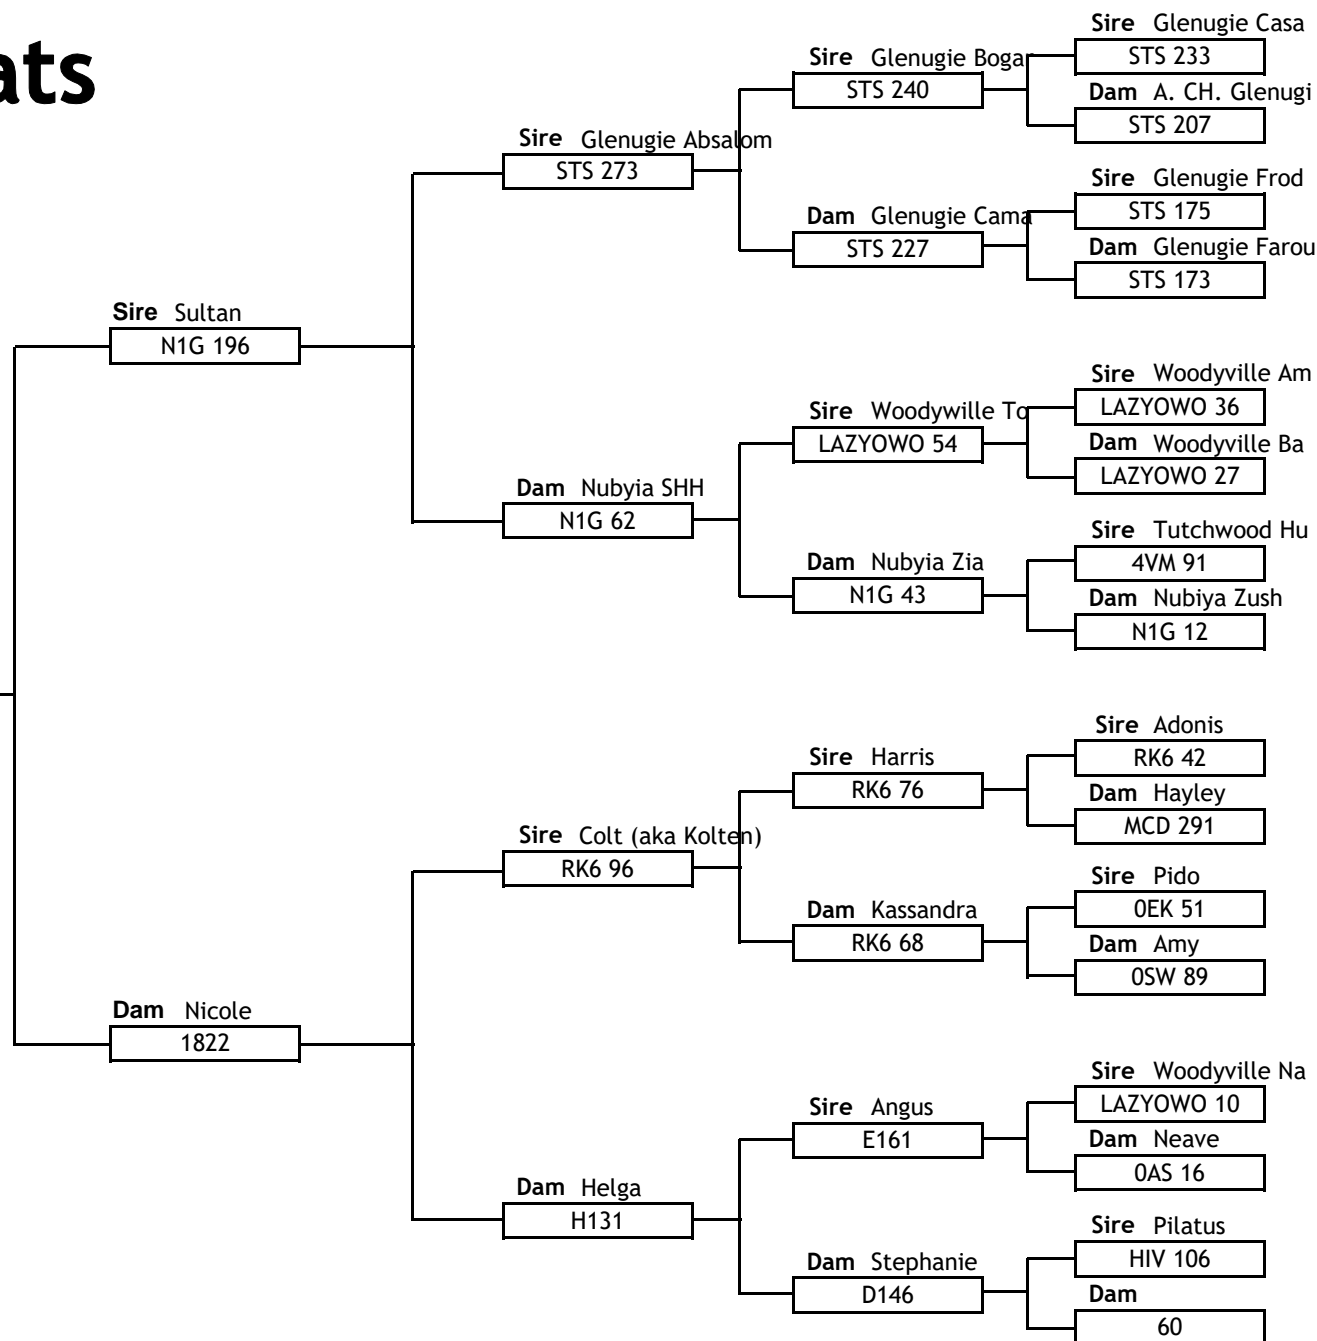 ats
Sire Glenugie Casa
STS 233
Sire Glenugie Bogar
STS 240
Dam A. CH. Glenugi
STS 207
Sire Glenugie Absalom
STS 273
Sire Glenugie Frod
STS 175
Dam Glenugie Cama
STS 227
Dam Glenugie Farou
STS 173
Sire Sultan
N1G 196
Sire Woodyville Am
LAZYOWO 36
Sire Woodywille To
LAZYOWO 54
Dam Woodyville Ba
LAZYOWO 27
Dam Nubyia SHH
N1G 62
Sire Tutchwood Hu
4VM 91
Dam Nubyia Zia
N1G 43
Dam Nubiya Zush
N1G 12
Sire Adonis
RK6 42
Sire Harris
RK6 76
Dam Hayley
MCD 291
Sire Colt (aka Kolten)
RK6 96
Sire Pido
0EK 51
Dam Kassandra
RK6 68
Dam Amy
0SW 89
Dam Nicole
1822
Sire Woodyville Na
LAZYOWO 10
Sire Angus
E161
Dam Neave
0AS 16
Dam Helga
H131
Sire Pilatus
HIV 106
Dam Stephanie
D146
Dam
60